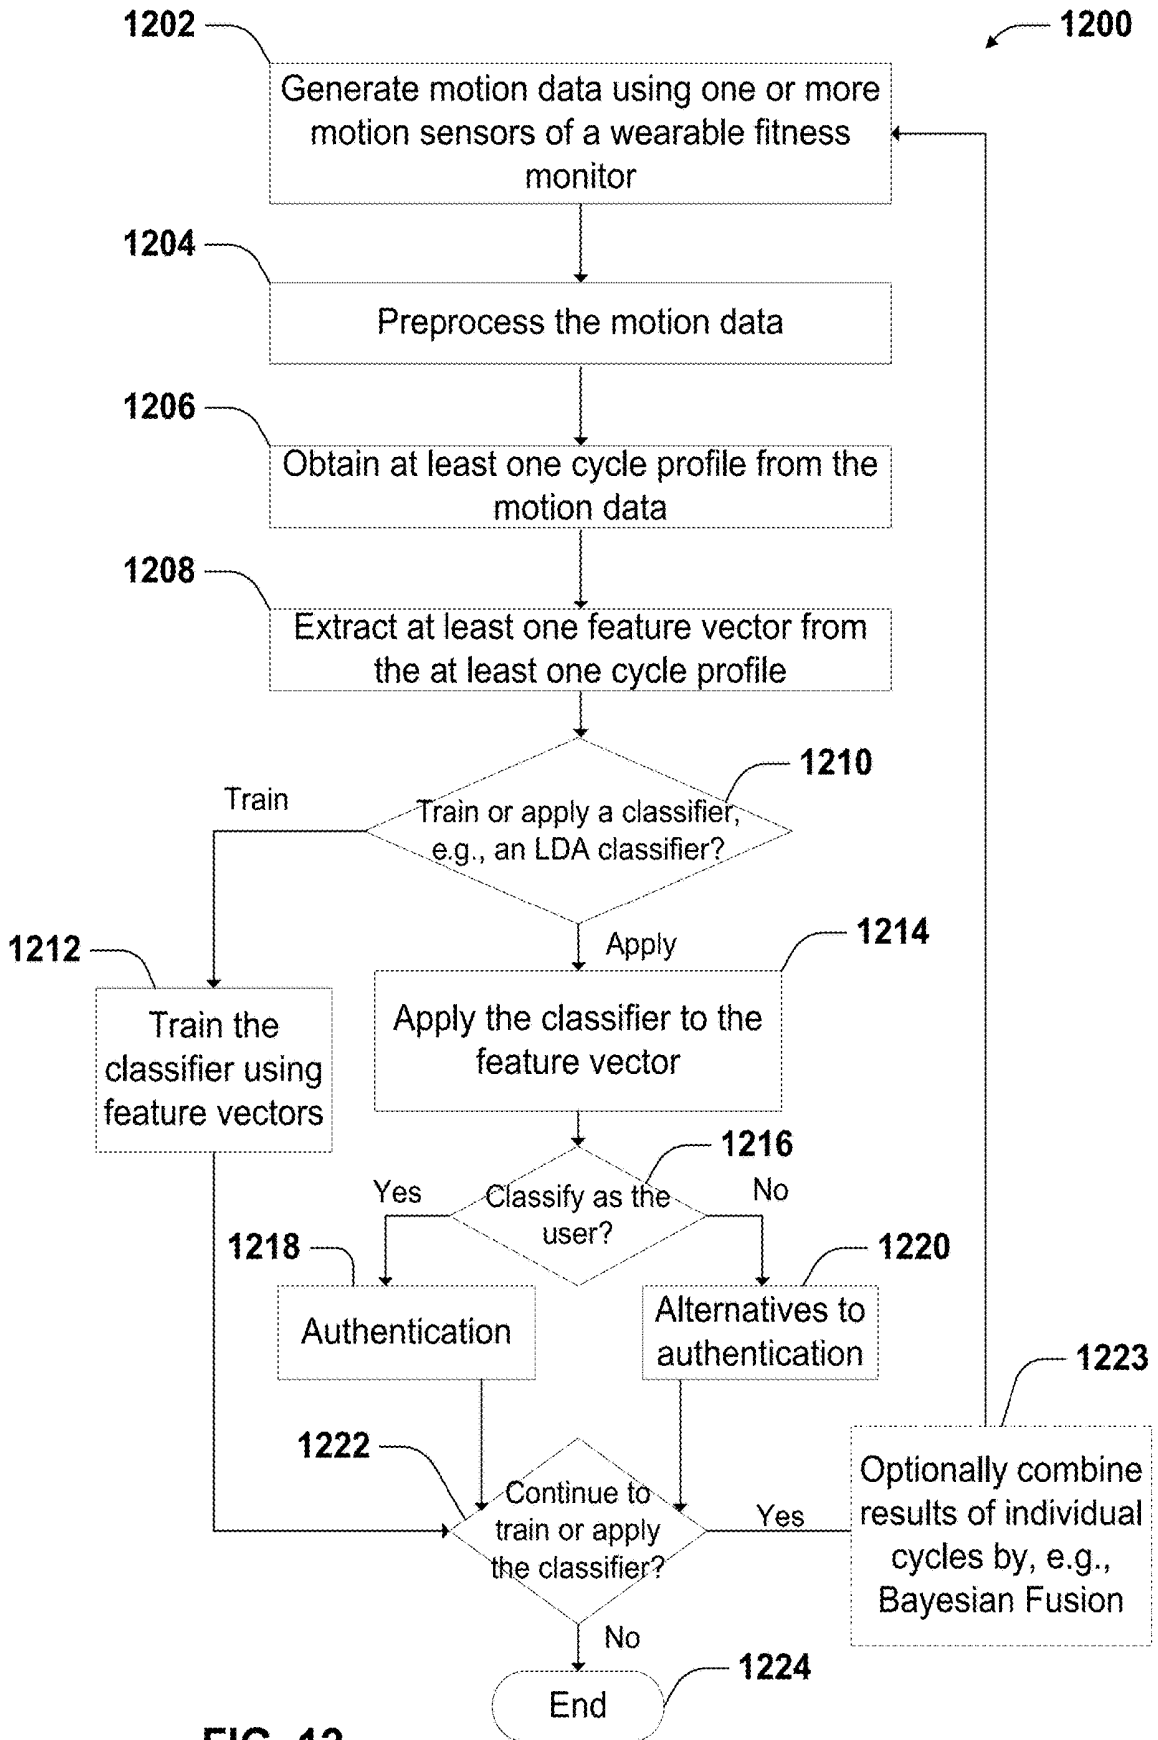 1202
1200
Generate motion data using one or more
motion sensors of a wearable fitness
monitor
1204
Preprocess the motion data
1206
Obtain at least one cycle profile from the
motion data
1208
Extract at least one feature vector from
the at least one cycle profile
1210
Train
Train or apply a classifier,
e.g., an LDA classifier?
1212
Apply
1214
Train the
classifier using
feature vectors
Apply the classifier to the
feature vector
1216
Yes
Classify as the
user?
No
1218
1220
Authentication
Alternatives to
authentication
1223
1222
Continue to
train or apply
the classifier?
Yes
Optionally combine
results of individual
cycles by, e.g.,
Bayesian Fusion
No
1224
End
FIG. 12